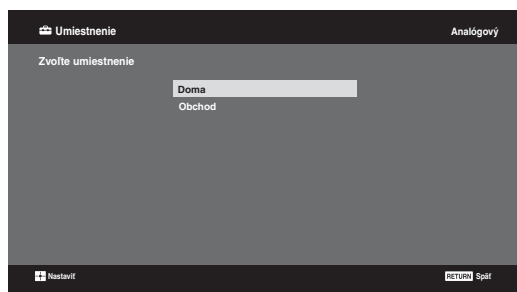 Umiestnenie Analógový
Zvoľte umiestnenie
Doma
Obchod
Nastaviť RETURN Späť